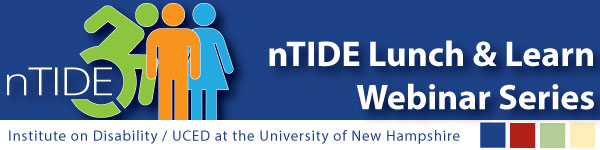 nTIDE
nTIDE Lunch & Learn
Webinar Series
Institute on Disability / UCED at the University of New Hampshire